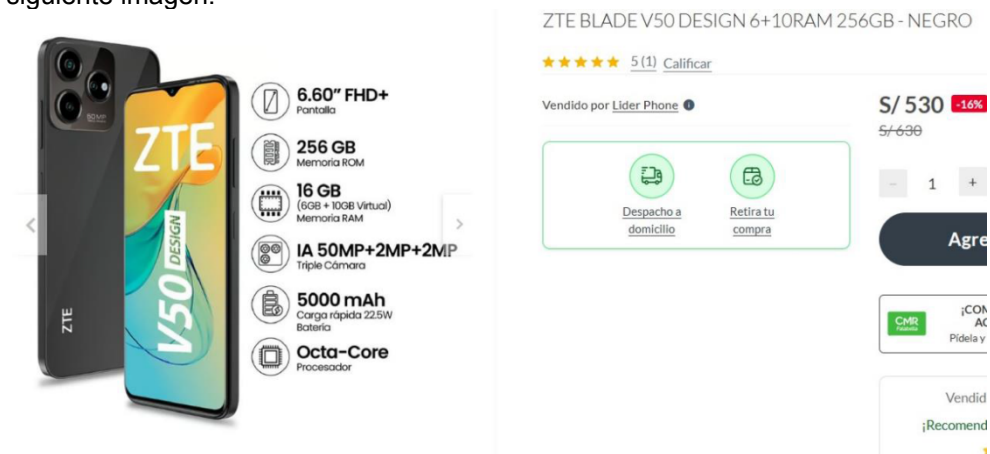 siguiente imagen:
ZTE BLADE V50 DESIGN 6+10RAM 256GB - NEGRO
5 (1) Calificar
Vendido por Lider Phone
S/ 530 -16%
S/ 630
Despacho a
domicilio
Retira tu
compra
- 1 +
Agre
CMR
¡COM
AC
Pídela y
Vendid
¡Recomend
50MP
ZTE
ZTE
V50 DESIGN
6.60" FHD+
Pantalla
256 GB
Memoria ROM
16 GB
(6GB + 10GB Virtual)
Memoria RAM
IA 50MP+2MP+2MP
Triple Cámara
5000 mAh
Carga rápida 22.5W
Batería
Octa-Core
Procesador